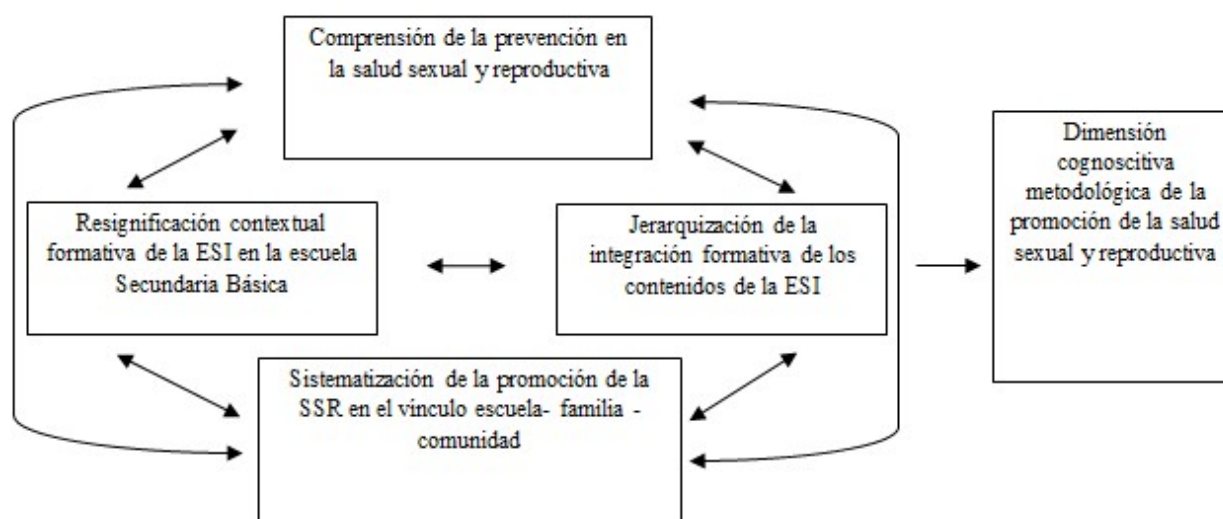 Comprensión de la prevención en
la salud sexual y reproductiva
Resignificación contextual
formativa de la ESI en la escuela
Secundaria Básica
Jerarquización de la
integración formativa de los
contenidos de la ESI
Sistematización de la promoción de la
SSR en el vínculo escuela- familia -
comunidad
Dimensión
cognoscitiva
metodológica de la
promoción de la salud
sexual y reproductiva